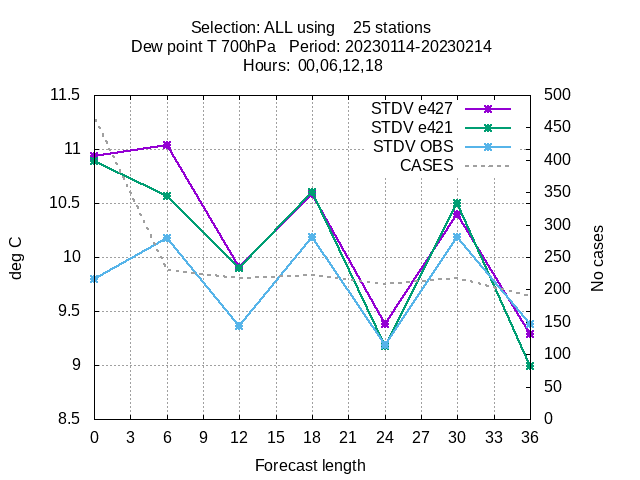 Selection: ALL using    25 stations
Dew point T 700hPa   Period: 20230114-20230214
Hours:  00,06,12,18
STDV e427
STDV e421
STDV OBS
CASES
11.5
11
10.5
10
9.5
9
8.5
500
450
400
350
300
250
200
150
100
50
0
deg C
No cases
0 3 6 9 12 15 18 21 24 27 30 33 36
Forecast length